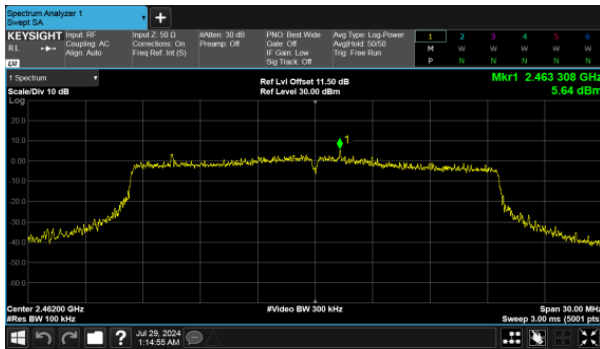 Spectrum Analyzer 1
Swept SA
+
KEYSIGHT
RL
Input: RF
Coupling: AC
Align: Auto
Input Z: 50 Ω
Corrections: On
Freq Ref: Int (S)
#Atten: 30 dB
Preamp: Off
PNO: Best Wide
Gate: Off
IF Gain: Low
Sig Track: Off
Avg Type: Log-Power
Avg|Hold: 50/50
Trig: Free Run
1 2 3 4 5 6
M W W W W W
P N N N N N
1 Spectrum
Scale/Div 10 dB
Log
Ref Lvl Offset 11.50 dB
Ref Level 30.00 dBm
Mkr1 2.463 308 GHz
5.64 dBm
20.0
10.0
0.00
-10.0
-20.0
-30.0
-40.0
-50.0
-60.0
1
Center 2.46200 GHz
#Res BW 100 kHz
#Video BW 300 kHz
Span 30.00 MHz
Sweep 3.00 ms (5001 pts)
?
Jul 29, 2024
1:14:55 AM